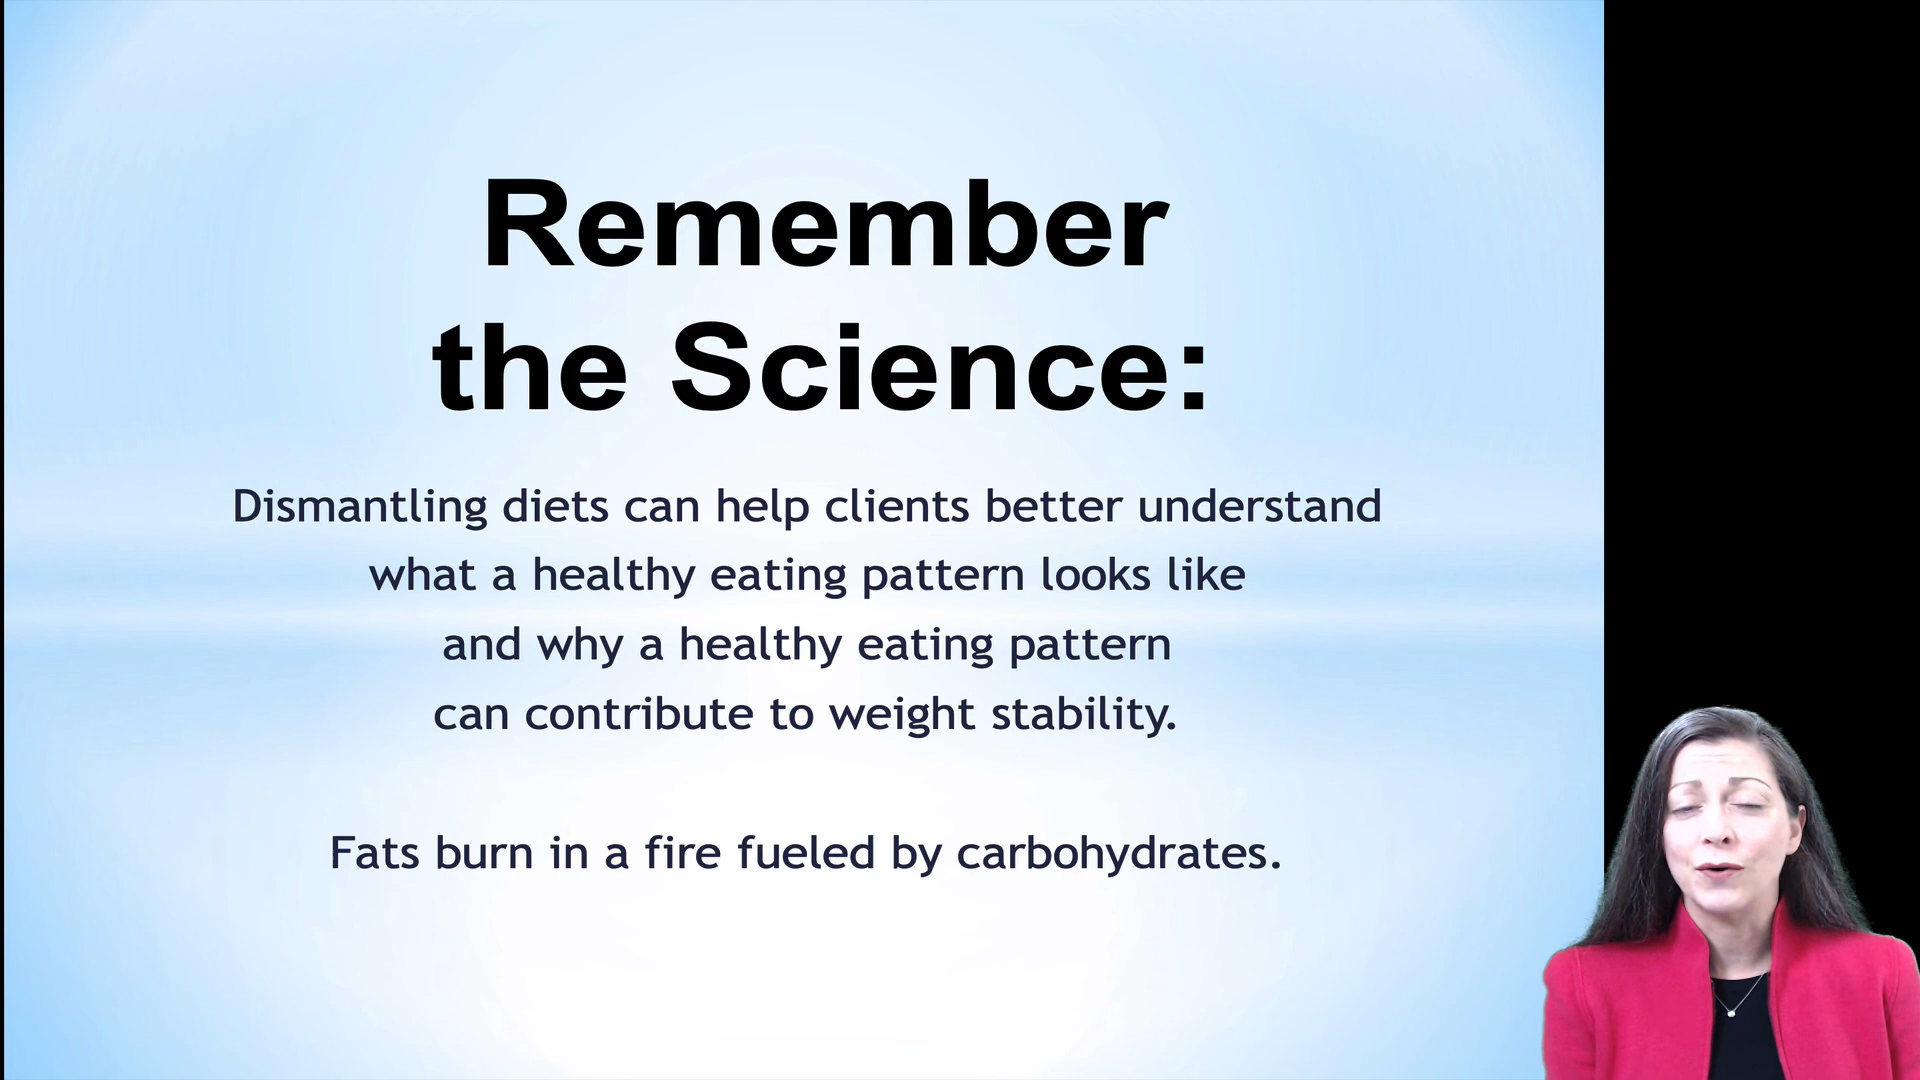 Remember
the Science:
Dismantling diets can help clients better understand
what a healthy eating pattern looks like
and why a healthy eating pattern
can contribute to weight stability.
Fats burn in a fire fueled by carbohydrates.